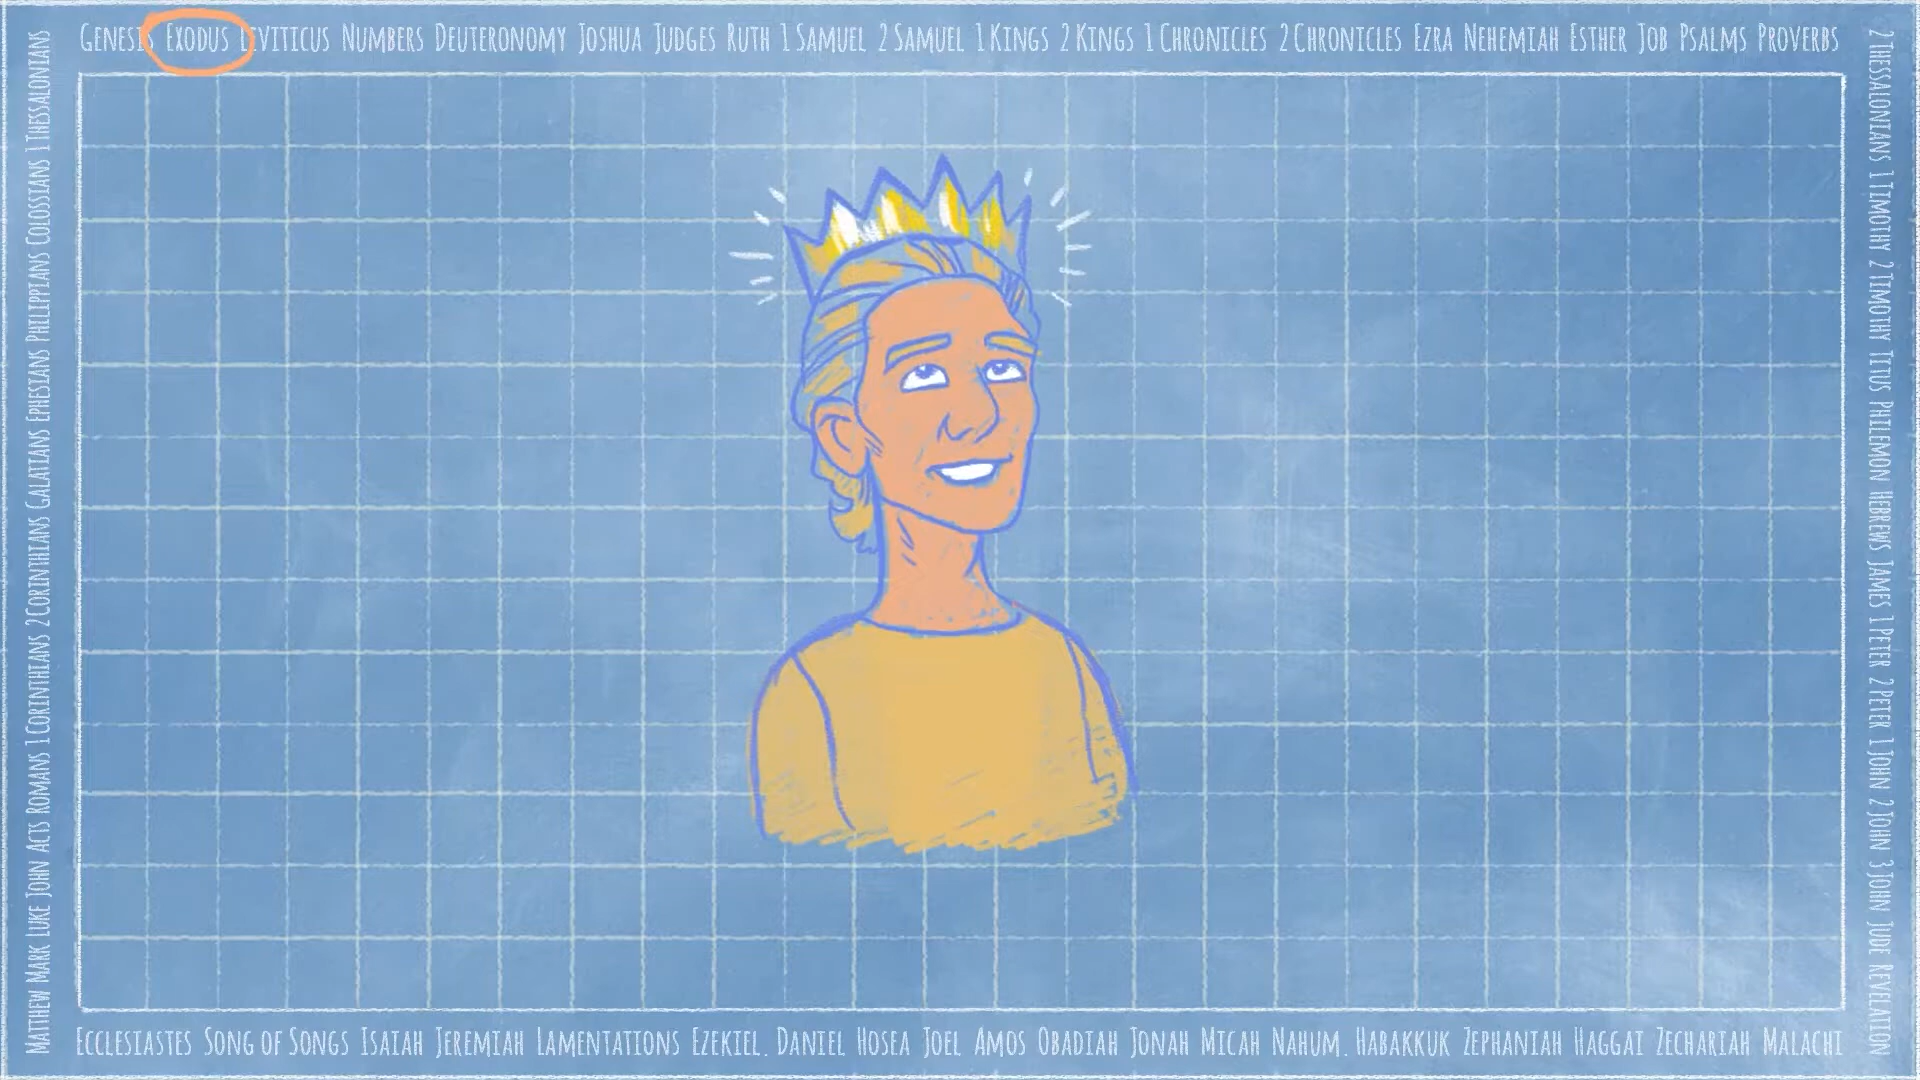 Genesis Exodus Leviticus Numbers Deuteronomy Joshua Judges Ruth 1 Samuel 2 Samuel 1 Kings 2 Kings 1 Chronicles 2 Chronicles Ezra Nehemiah Esther Job Psalms Proverbs
Ecclesiastes Song of Songs Isaiah Jeremiah Lamentations Ezekiel. Daniel Hosea Joel Amos Obadiah Jonah Micah Nahum. Habakkuk Zephaniah Haggai Zechariah Malachi
Matthew Mark Luke John Acts Romans 1 Corinthians 2 Corinthians Galatians Ephesians Philippians Colossians 1 Thessalonians
2 Thessalonians 1 Timothy 2 Timothy Titus Philemon Hebrews James 1 Peter 2 Peter 1 John 2 John 3 John Jude Revelation